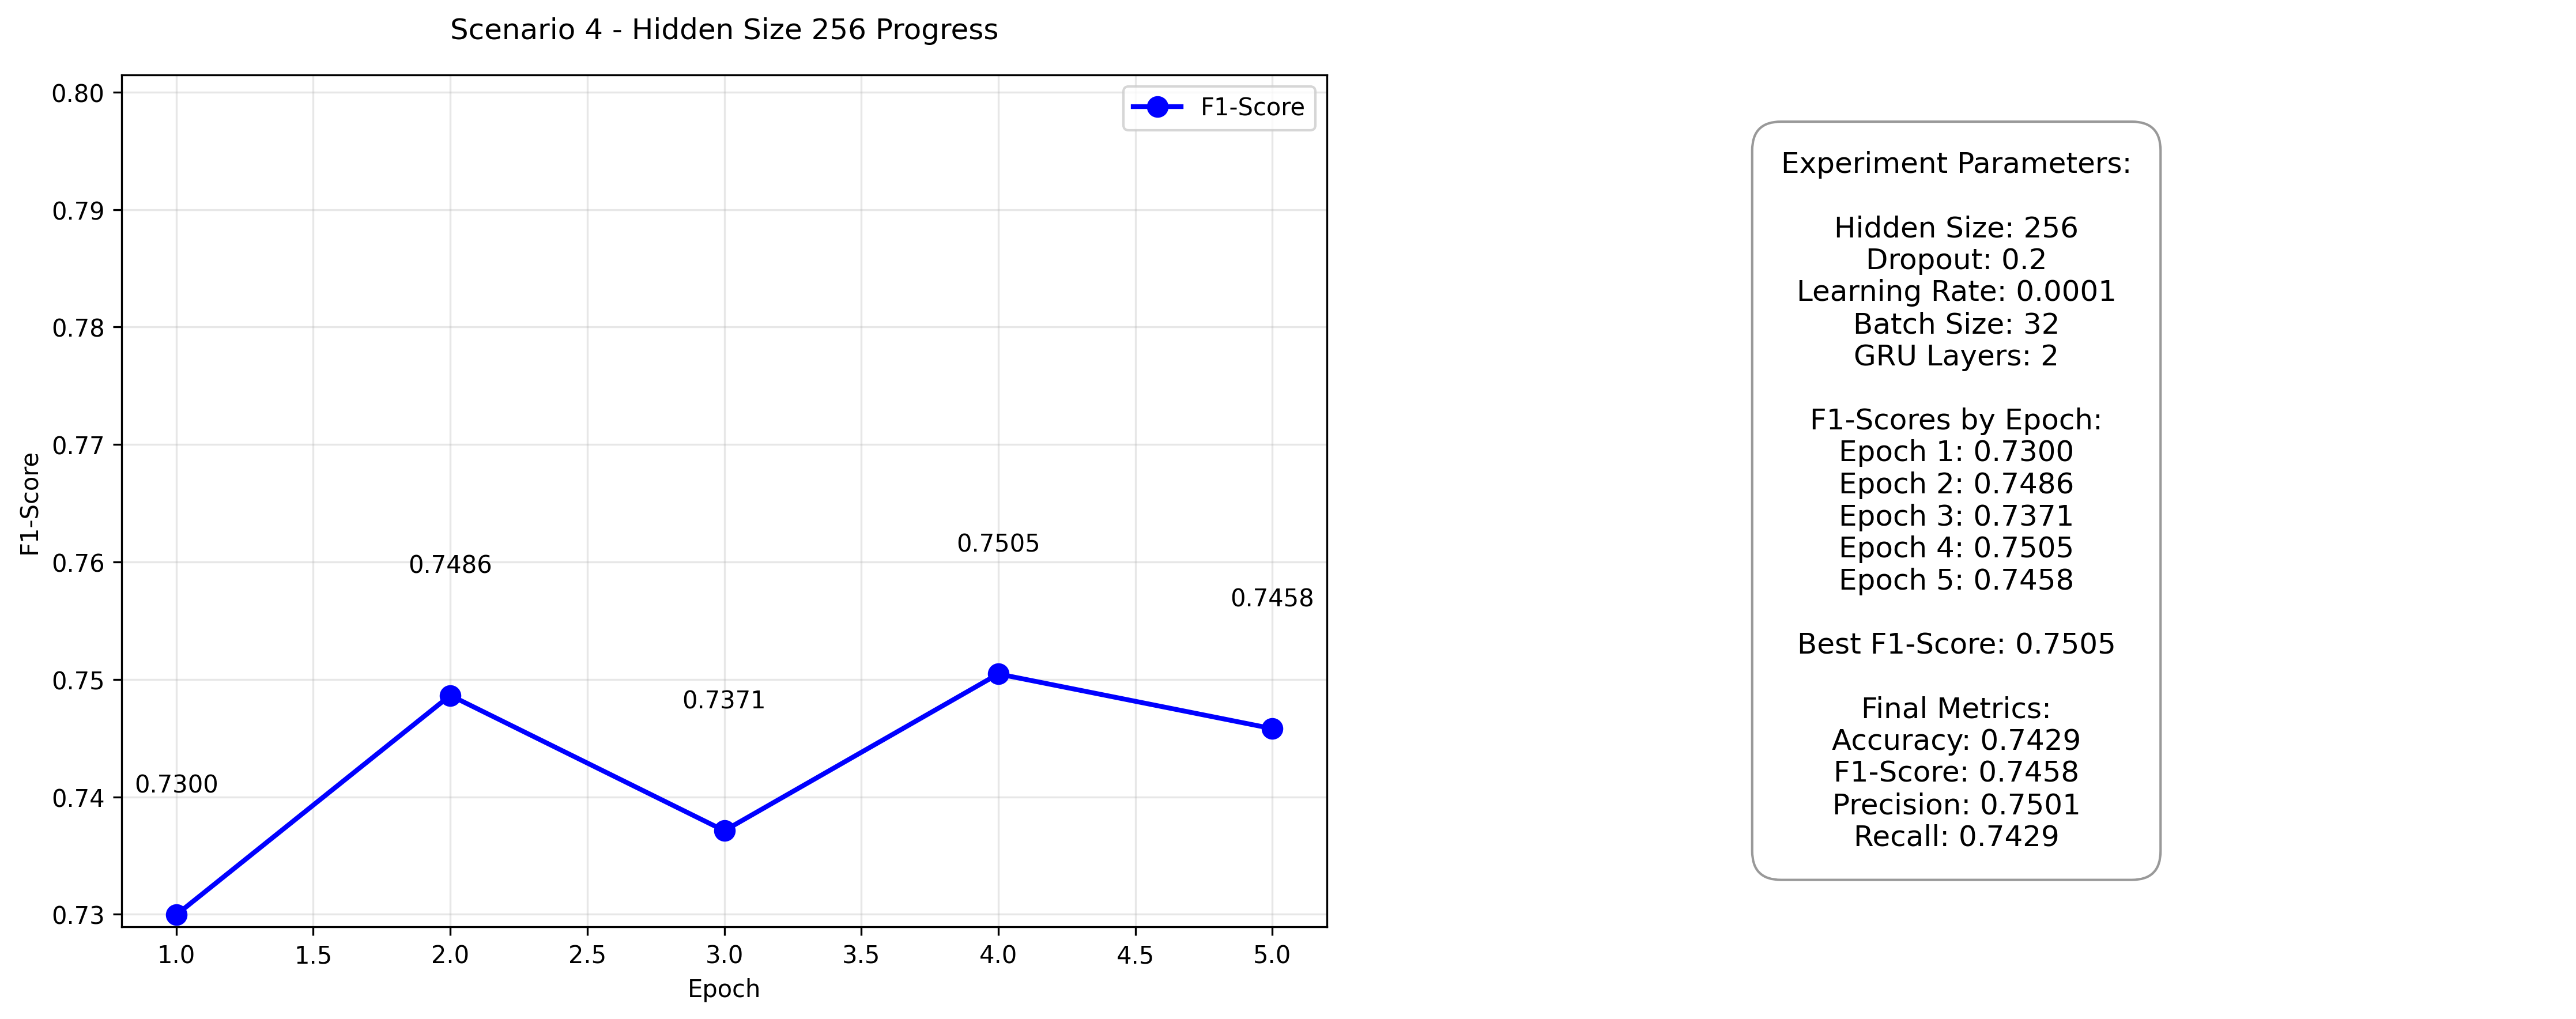 Scenario 4 - Hidden Size 256 Progress
F1-Score
0.80
0.79
0.78
0.77
0.76
0.75
0.74
0.73
F1-Score
0.7300
0.7486
0.7371
0.7505
0.7458
1.0 1.5 2.0 2.5 3.0 3.5 4.0 4.5 5.0
Epoch
Experiment Parameters:
Hidden Size: 256
Dropout: 0.2
Learning Rate: 0.0001
Batch Size: 32
GRU Layers: 2
F1-Scores by Epoch:
Epoch 1: 0.7300
Epoch 2: 0.7486
Epoch 3: 0.7371
Epoch 4: 0.7505
Epoch 5: 0.7458
Best F1-Score: 0.7505
Final Metrics:
Accuracy: 0.7429
F1-Score: 0.7458
Precision: 0.7501
Recall: 0.7429